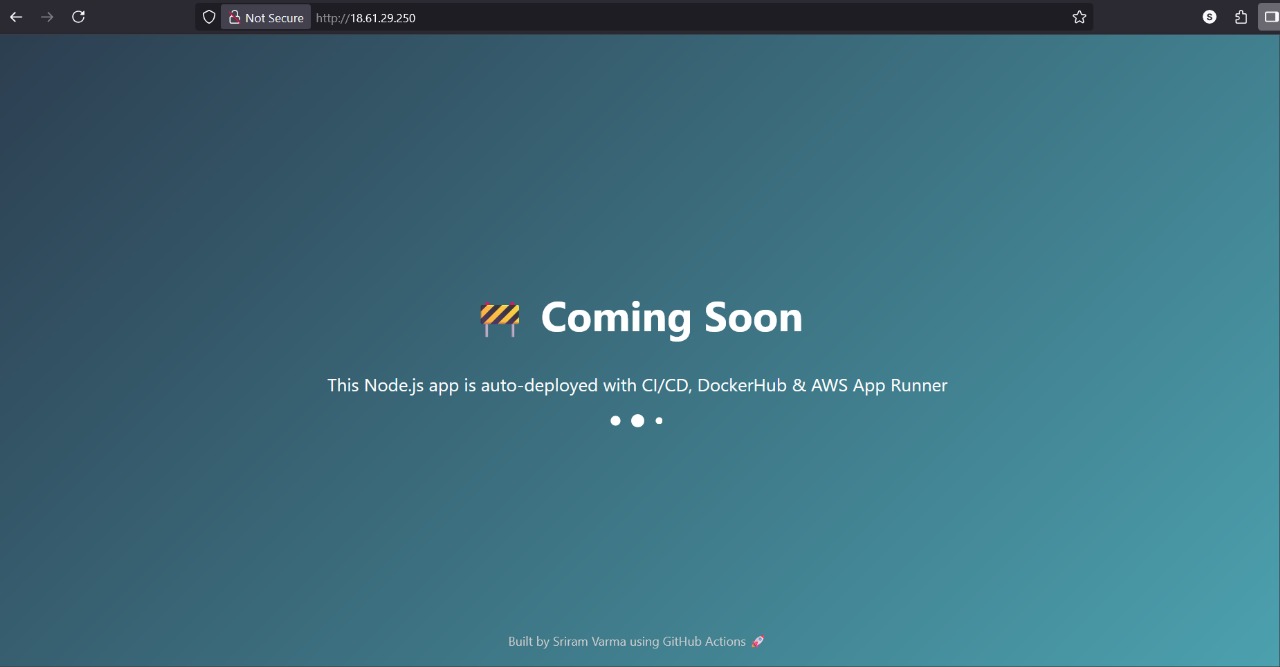 Not Secure http://18.61.29.250
S
🚧 Coming Soon
This Node.js app is auto-deployed with CI/CD, DockerHub & AWS App Runner
Built by Sriram Varma using GitHub Actions 🚀